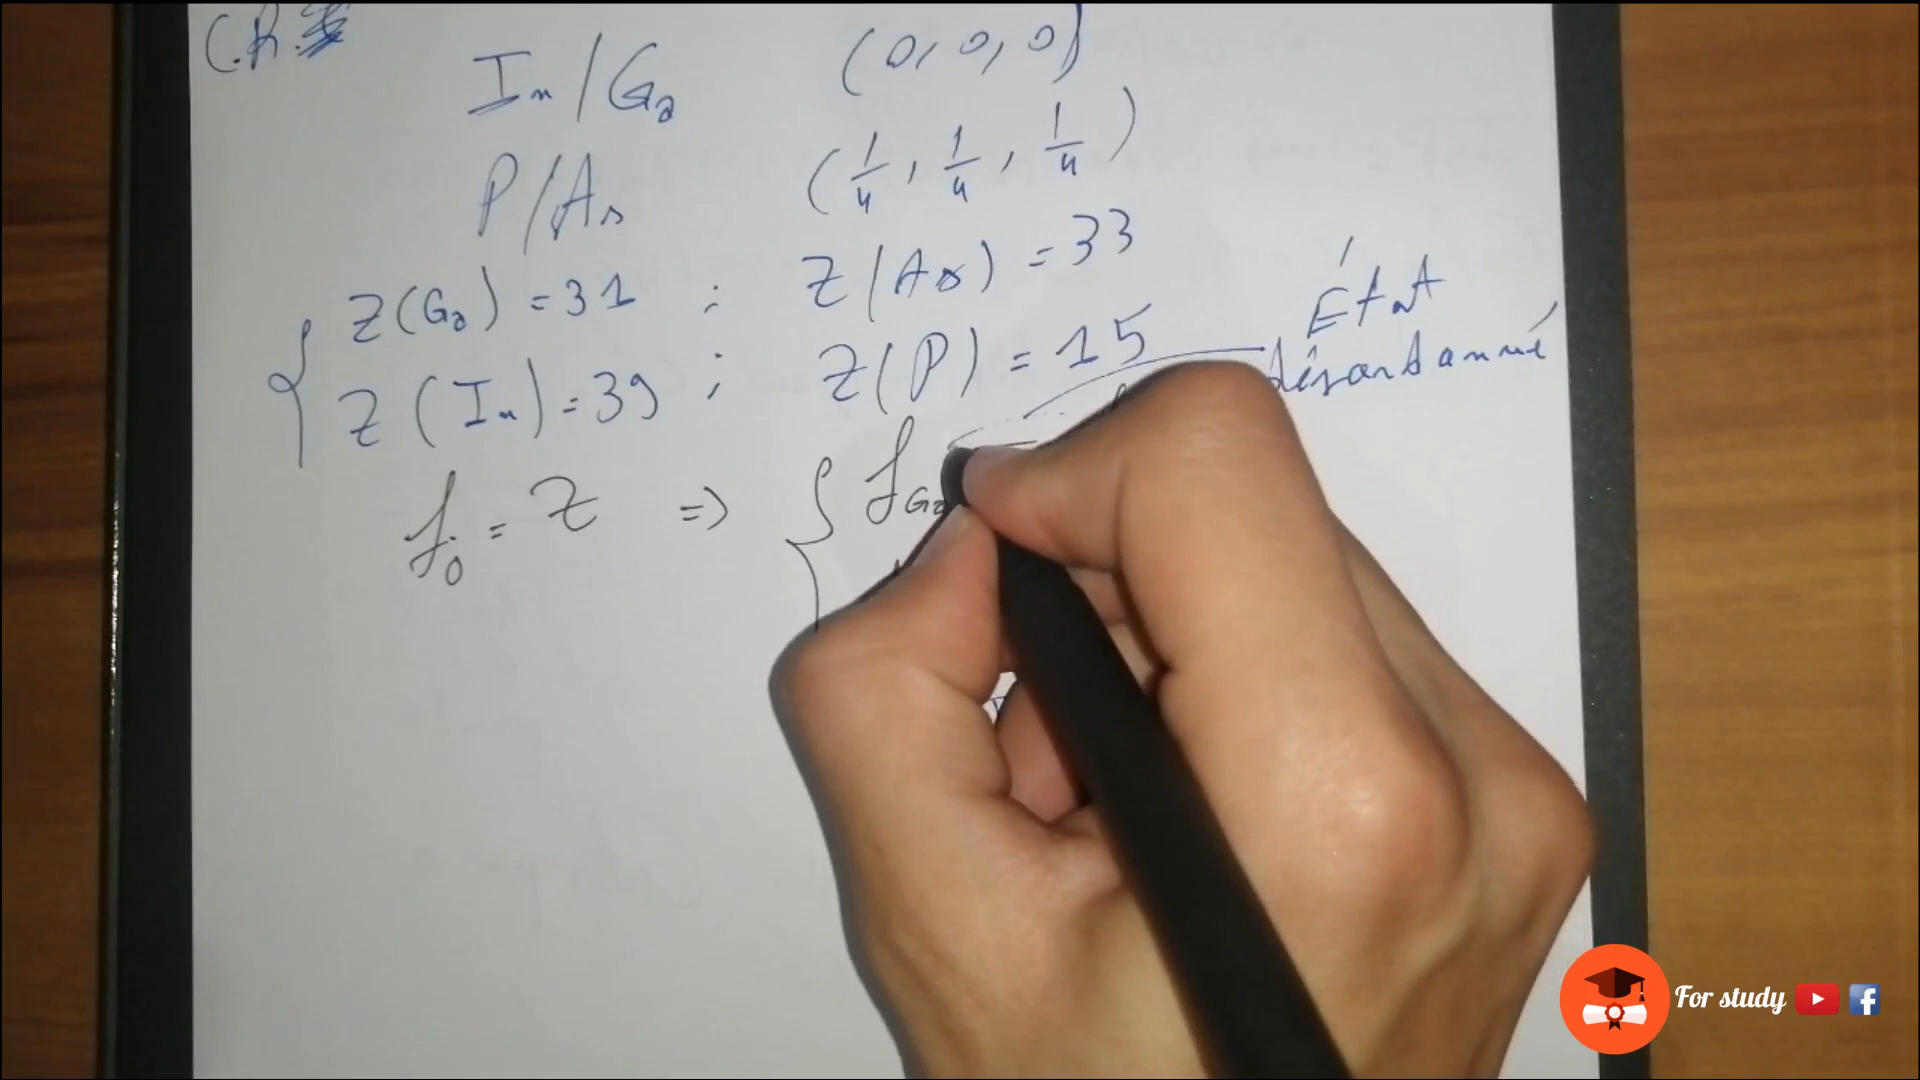 C.R.
In/Ga (0, 0, 0)
P/As (1/4, 1/4, 1/4)
Z(Ga) = 31 ; Z(As) = 33
Z(In) = 39 ; Z(P) = 15
État
désordonné
f0 = Z => { fGa
For study